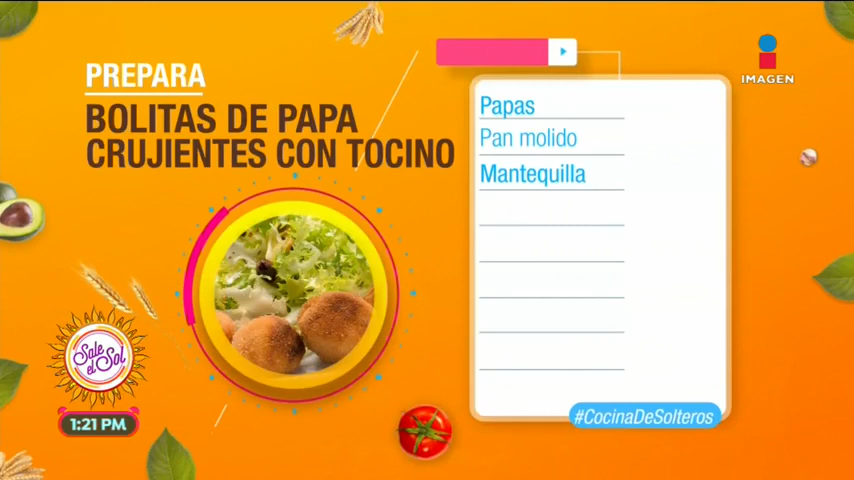 PREPARA
BOLITAS DE PAPA
CRUJIENTES CON TOCINO
IMAGEN
Papas
Pan molido
Mantequilla
Sale
el Sol
1:21 PM
#CocinaDeSolteros